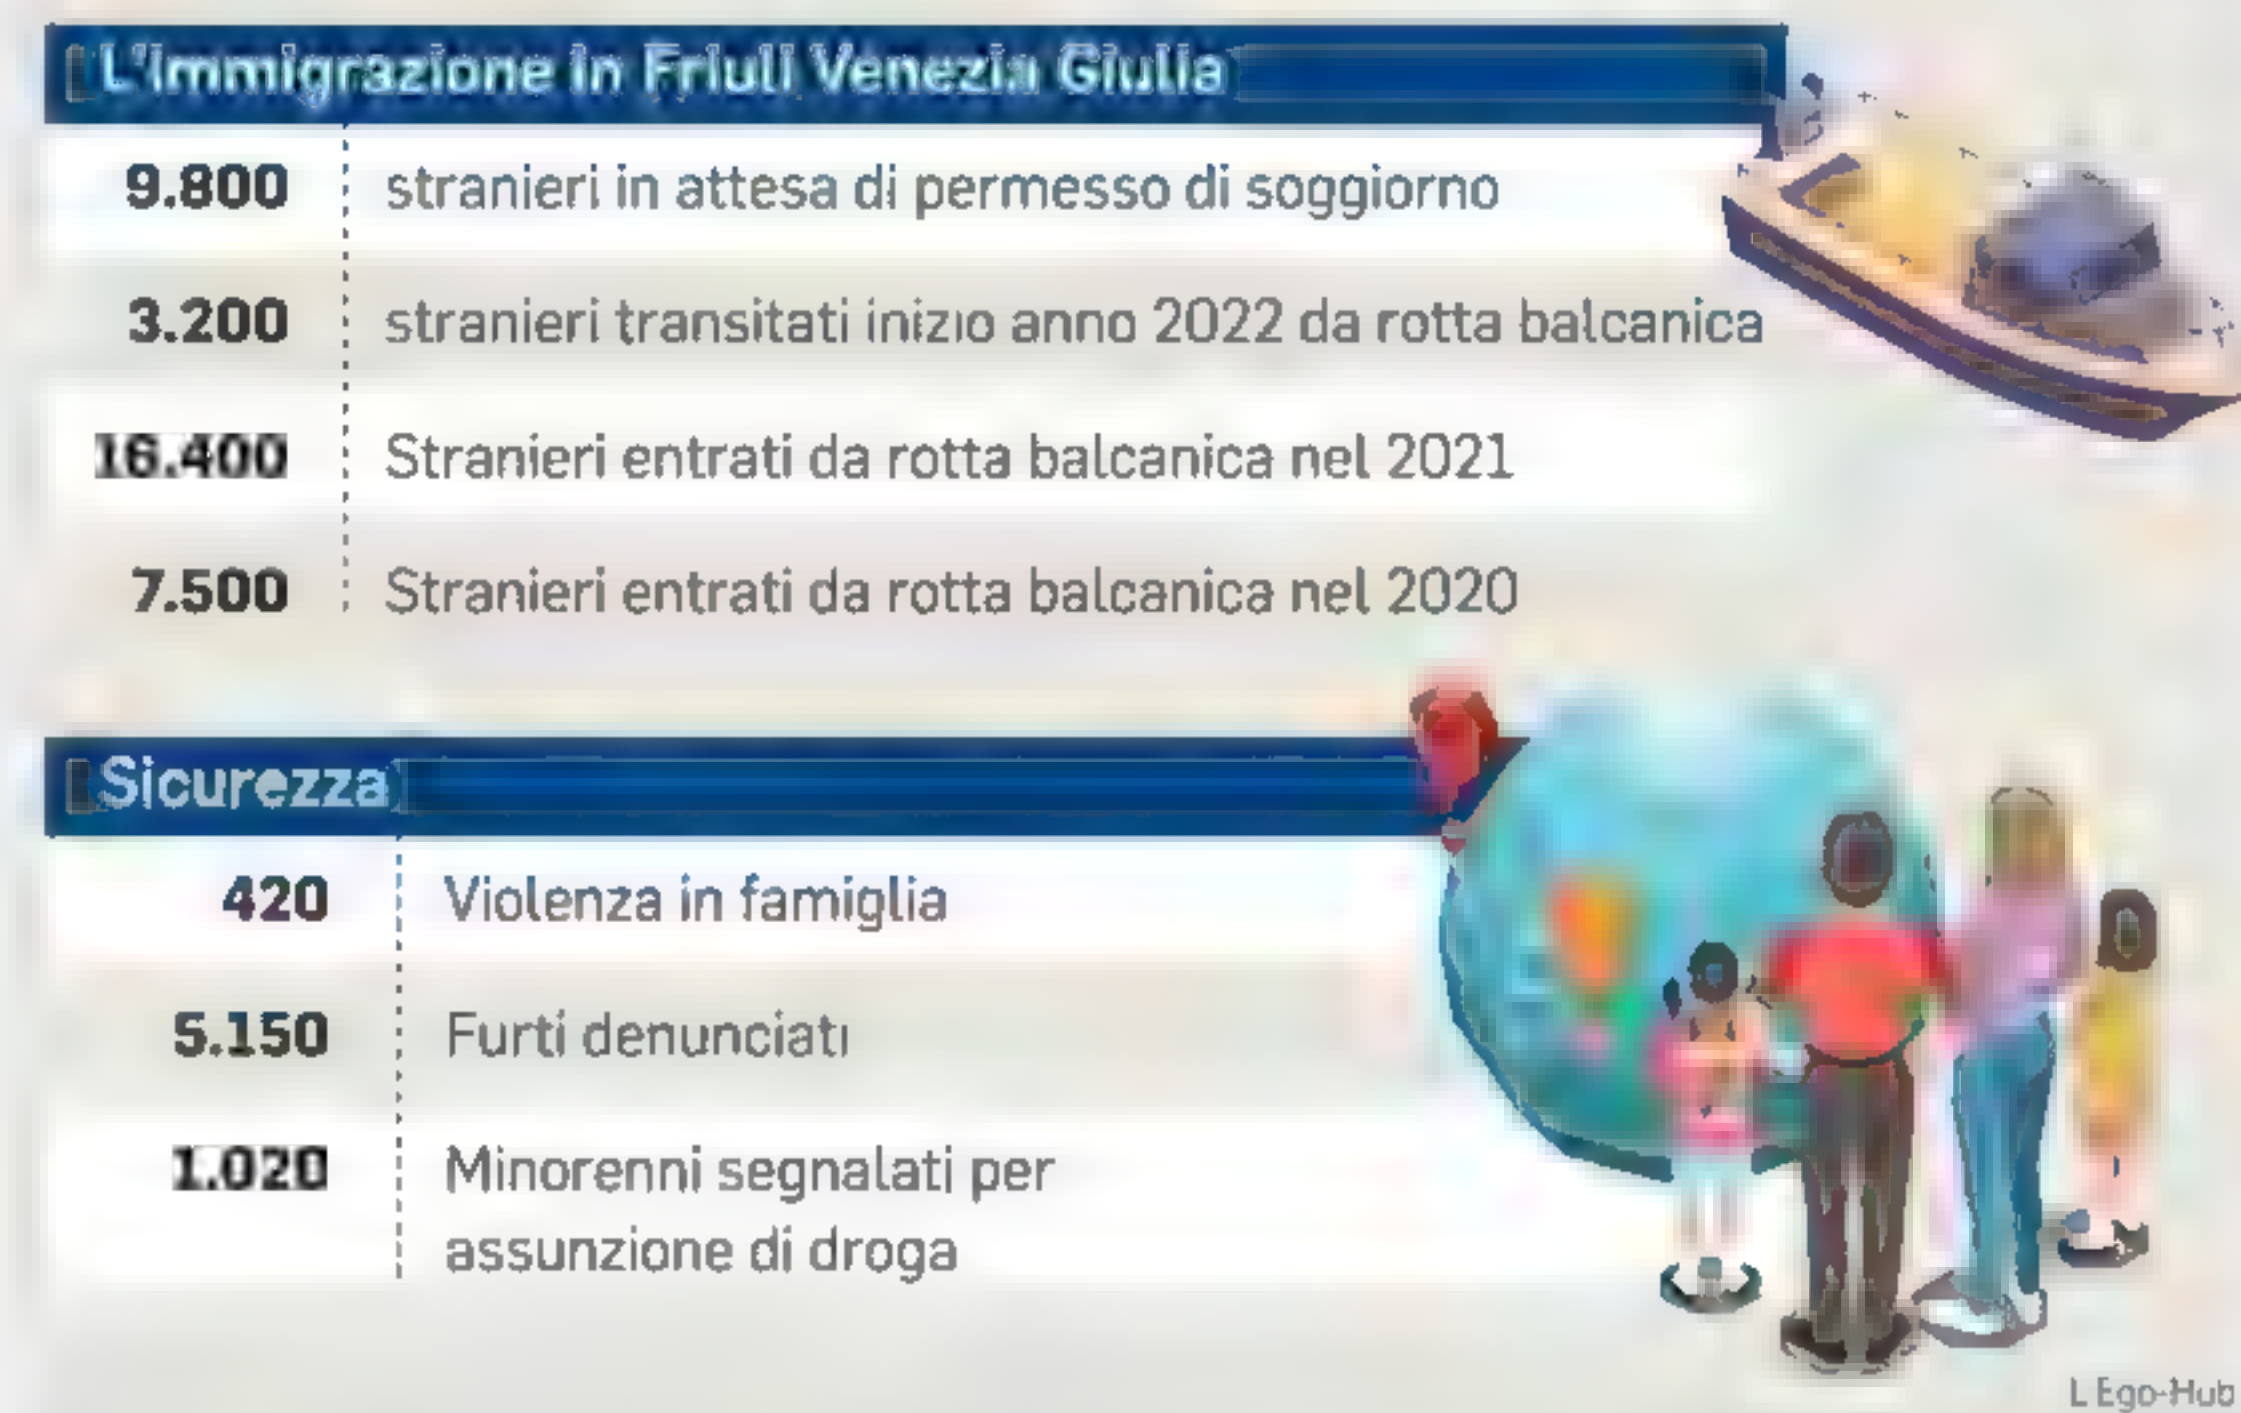 L'immigrazione in Friuli Venezia Giulia
9.800 stranieri in attesa di permesso di soggiorno
3.200 stranieri transitati inizio anno 2022 da rotta balcanica
16.400 Stranieri entrati da rotta balcanica nel 2021
7.500 Stranieri entrati da rotta balcanica nel 2020
Sicurezza
420 Violenza in famiglia
5.150 Furti denunciati
1.020 Minorenni segnalati per
assunzione di droga
L'Ego-Hub